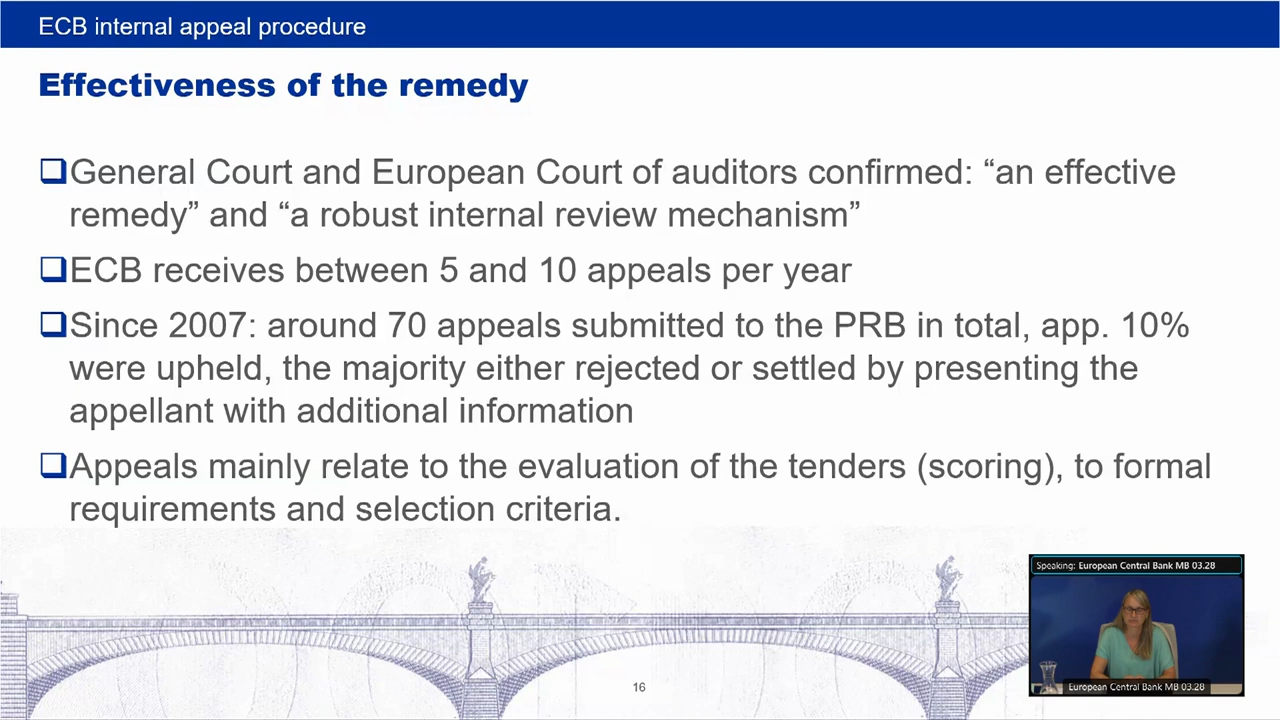 ECB internal appeal procedure
Effectiveness of the remedy
General Court and European Court of auditors confirmed: “an effective
remedy” and “a robust internal review mechanism”
ECB receives between 5 and 10 appeals per year
Since 2007: around 70 appeals submitted to the PRB in total, app. 10%
were upheld, the majority either rejected or settled by presenting the
appellant with additional information
Appeals mainly relate to the evaluation of the tenders (scoring), to formal
requirements and selection criteria.
Speaking: European Central Bank MB 03.28
European Central Bank MB 03.28
16